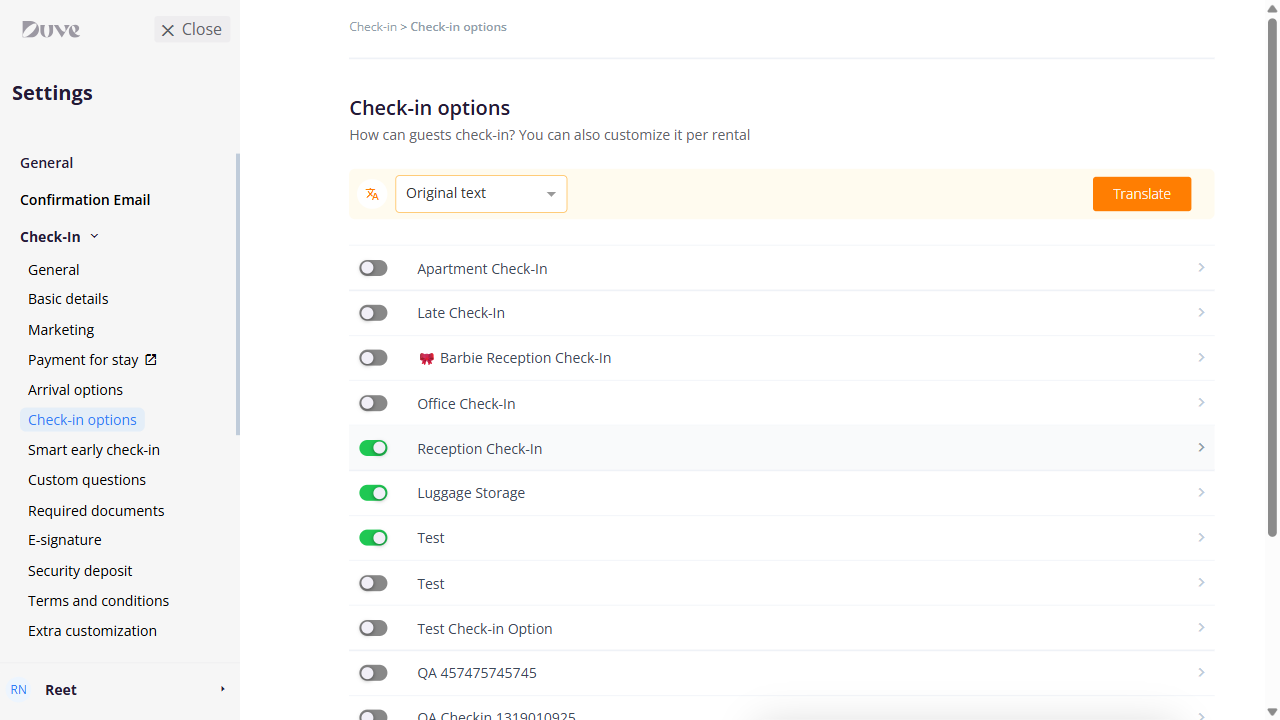 Duve
Close
Settings
General
Confirmation Email
Check-In
General
Basic details
Marketing
Payment for stay
Arrival options
Check-in options
Smart early check-in
Custom questions
Required documents
E-signature
Security deposit
Terms and conditions
Extra customization
RN Reet
Check-in > Check-in options
Check-in options
How can guests check-in? You can also customize it per rental
Original text
Translate
Apartment Check-In
Late Check-In
🎀 Barbie Reception Check-In
Office Check-In
Reception Check-In
Luggage Storage
Test
Test
Test Check-in Option
QA 457475745745
QA Checkin 1319010925